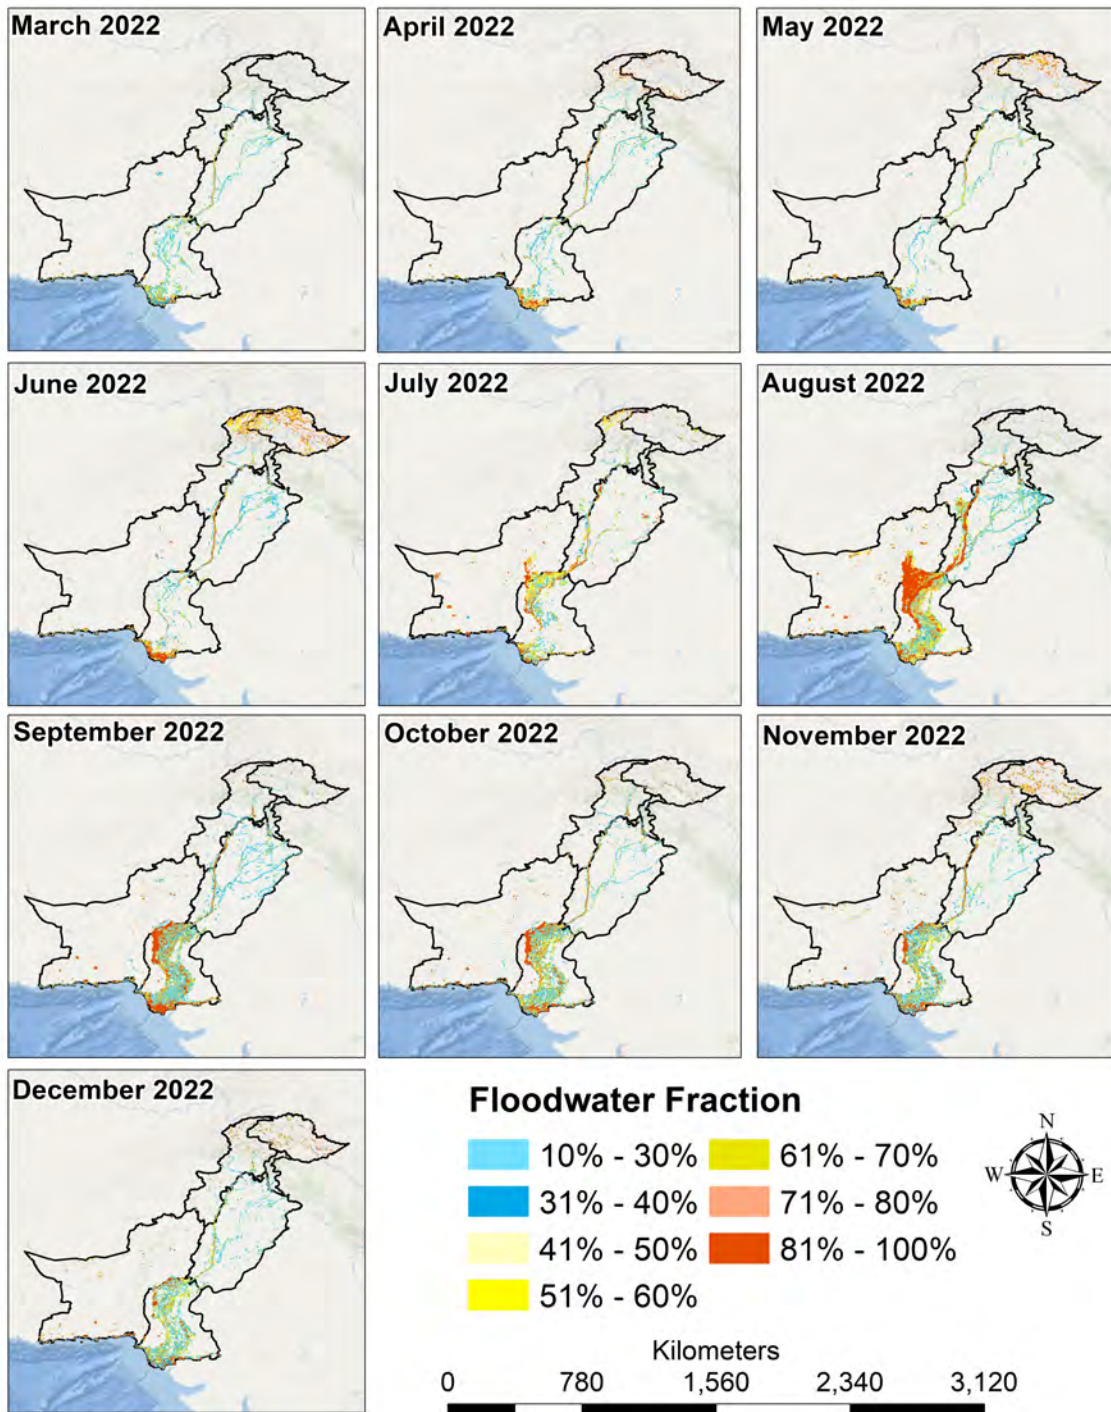 March 2022
April 2022
May 2022
June 2022
July 2022
August 2022
September 2022
October 2022
November 2022
December 2022
Floodwater Fraction
10% - 30%
31% - 40%
41% - 50%
51% - 60%
61% - 70%
71% - 80%
81% - 100%
N
W E
S
Kilometers
0 780 1,560 2,340 3,120